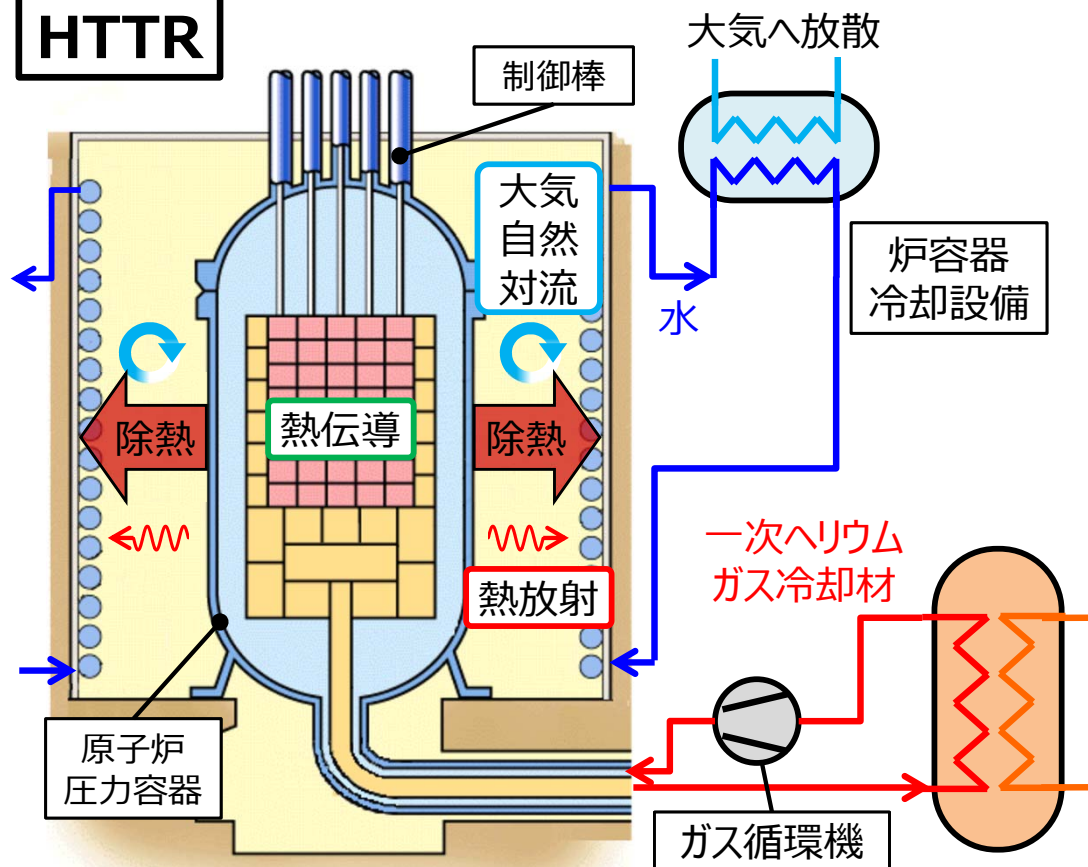 HTTR
大気へ放散
制御棒
大気
自然
対流
水
炉容器
冷却設備
除熱
熱伝導
除熱
熱放射
一次ヘリウム
ガス冷却材
原子炉
圧力容器
ガス循環機